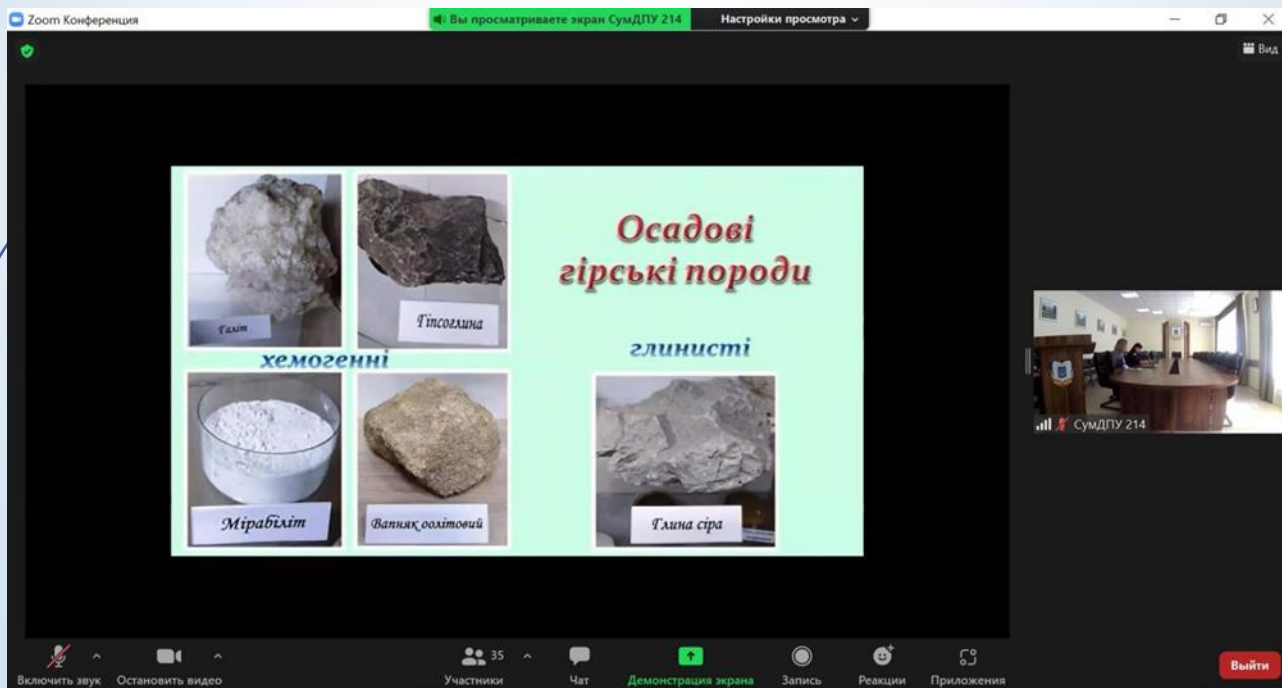 Zoom Конференция
Вы просматриваете экран СумДПУ 214
Настройки просмотра
Вид
Осадові
гірські породи
Галіт
Гіпсоглина
хемогенні
глинисті
Мірабіліт
Вапняк оолітовий
Глина сіра
СумДПУ 214
Включить звук
Остановить видео
Участники
35
Чат
Демонстрация экрана
Запись
Реакции
Приложения
Выйти